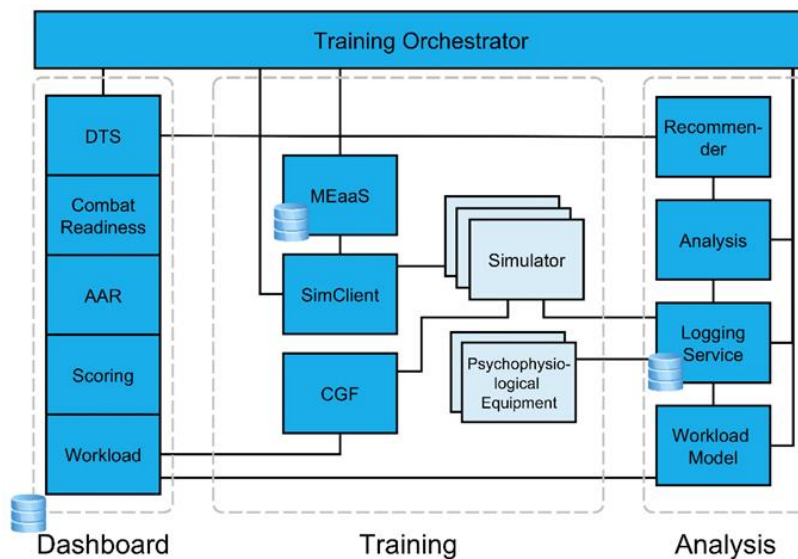 Training Orchestrator
DTS
Combat
Readiness
AAR
Scoring
Workload
MEaaS
SimClient
CGF
Simulator
Psychophysio-
logical
Equipment
Recommen-
der
Analysis
Logging
Service
Workload
Model
Dashboard
Training
Analysis